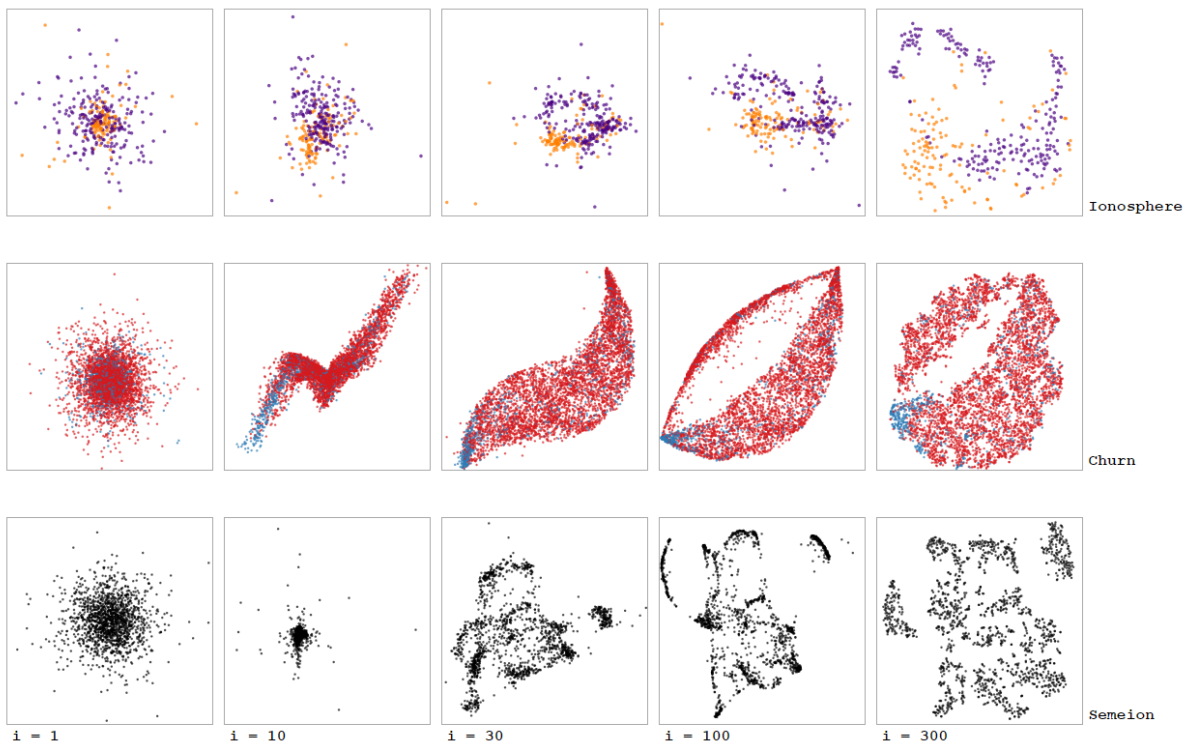 Ionosphere
Churn
Semeion
i = 1
i = 10
i = 30
i = 100
i = 300